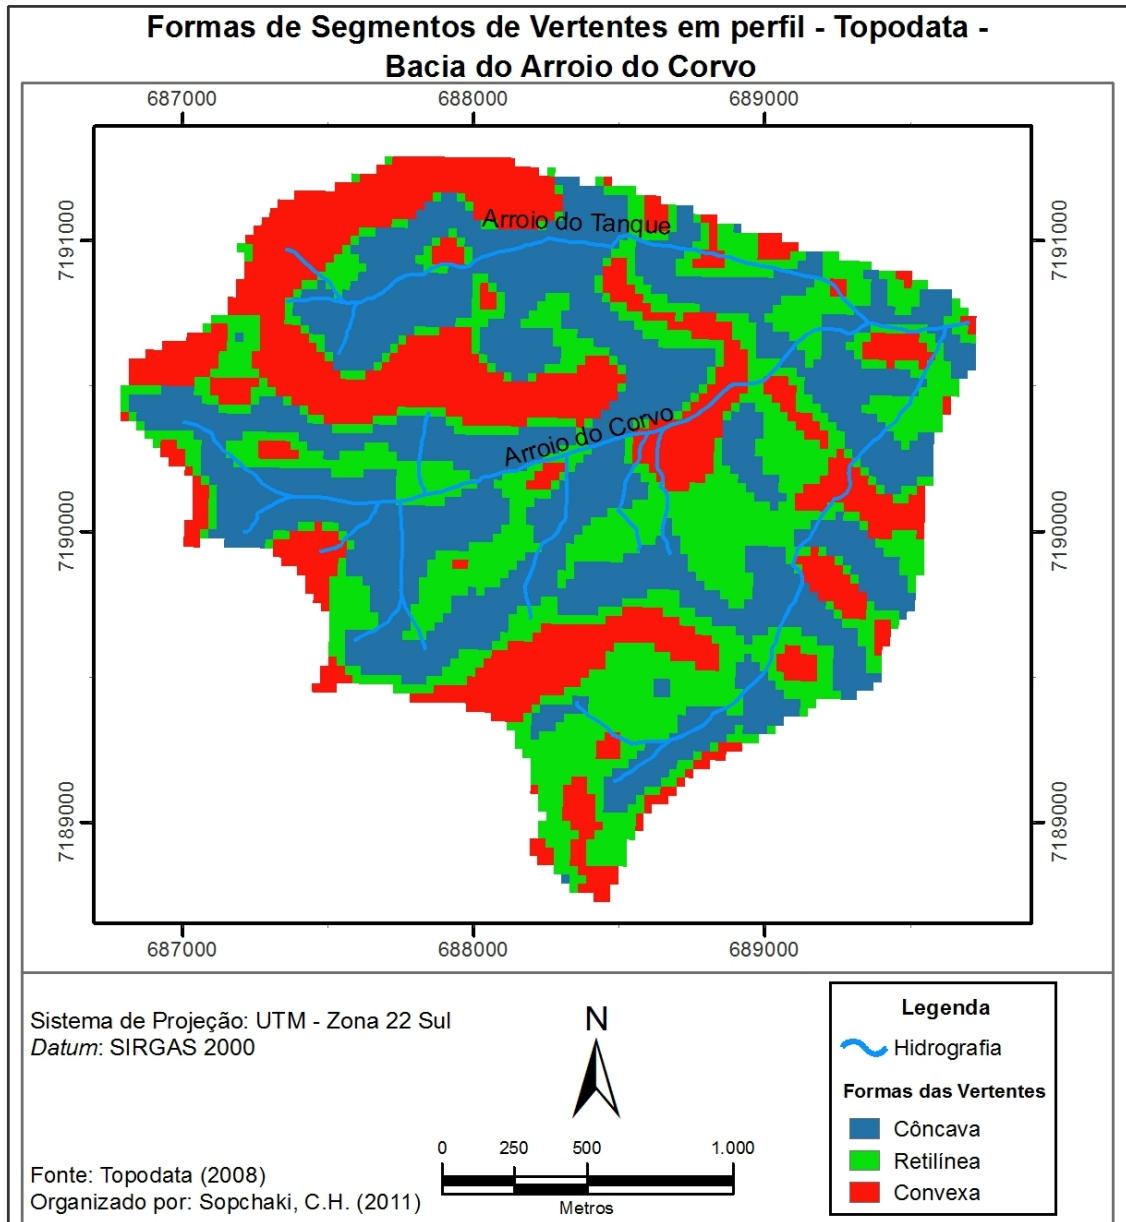 Formas de Segmentos de Vertentes em perfil - Topodata -
Bacia do Arroio do Corvo
687000 688000 689000
7191000 7191000
Arroio do Tanque
Arroio do Corvo
7190000 7190000
7189000 7189000
687000 688000 689000
Sistema de Projeção: UTM - Zona 22 Sul
Datum: SIRGAS 2000
Fonte: Topodata (2008)
Organizado por: Sopchaki, C.H. (2011)
N
0 250 500 1.000
Metros
Legenda
Hidrografia
Formas das Vertentes
Côncava
Retilínea
Convexa